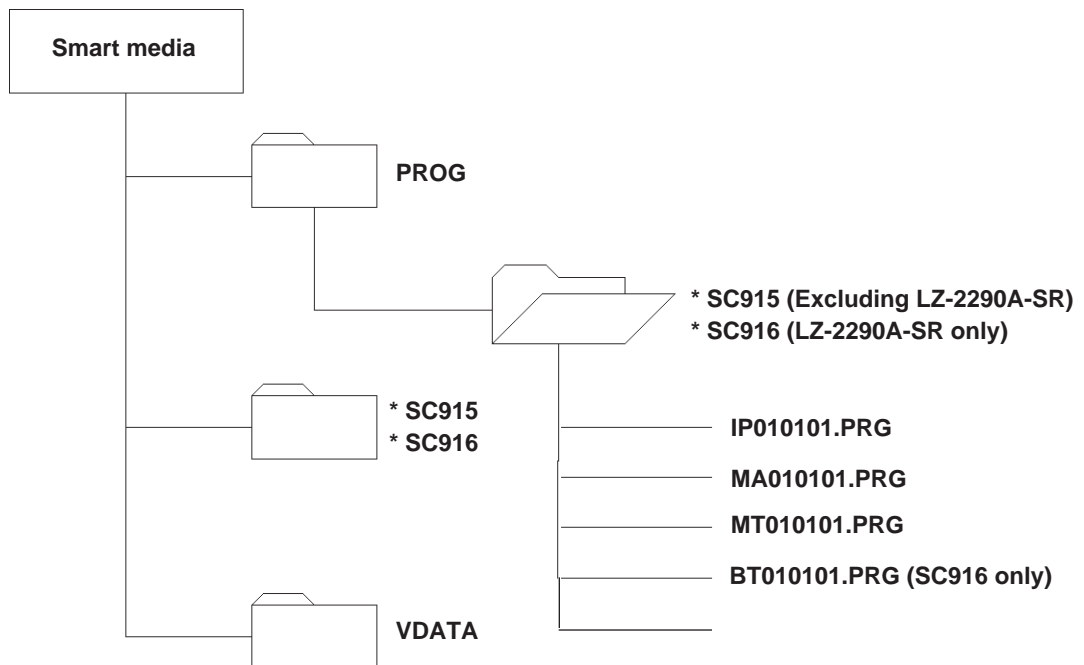 Smart media
PROG
* SC915 (Excluding LZ-2290A-SR)
* SC916 (LZ-2290A-SR only)
* SC915
* SC916
IP010101.PRG
MA010101.PRG
MT010101.PRG
BT010101.PRG (SC916 only)
VDATA